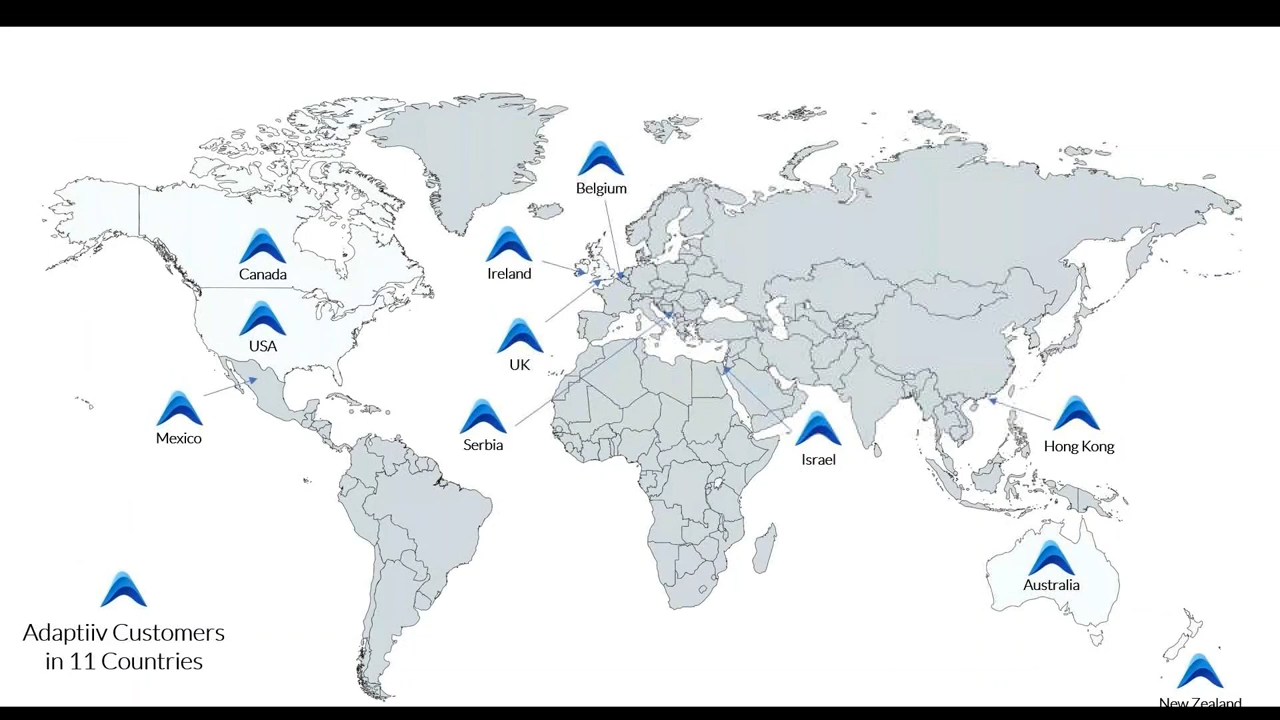 Belgium
Canada
Ireland
USA
UK
Mexico
Serbia
Israel
Hong Kong
Australia
Adaptiiv Customers
in 11 Countries
New Zealand